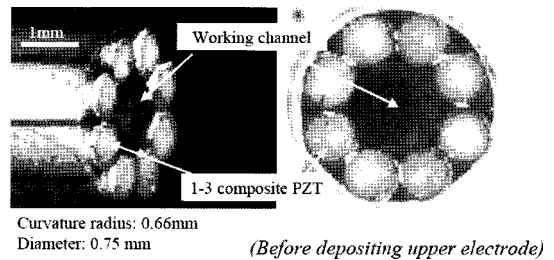 1mm
Working channel
1-3 composite PZT
Curvature radius: 0.66mm
Diameter: 0.75 mm
(Before depositing upper electrode)